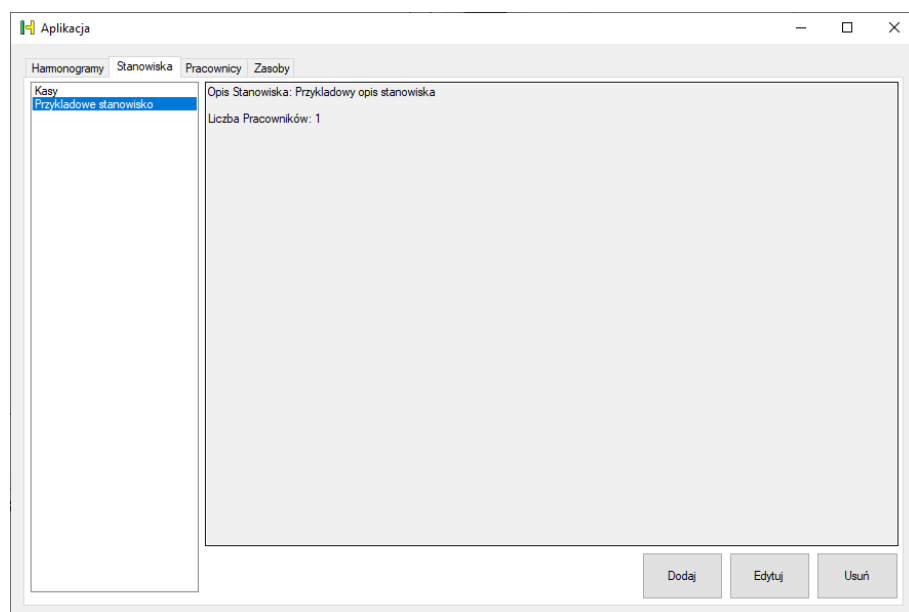 Aplikacja
Harmonogramy Stanowiska Pracownicy Zasoby
Kasy
Przykladowe stanowisko
Opis Stanowiska: Przykladowy opis stanowiska
Liczba Pracowników: 1
Dodaj Edytuj Usuń